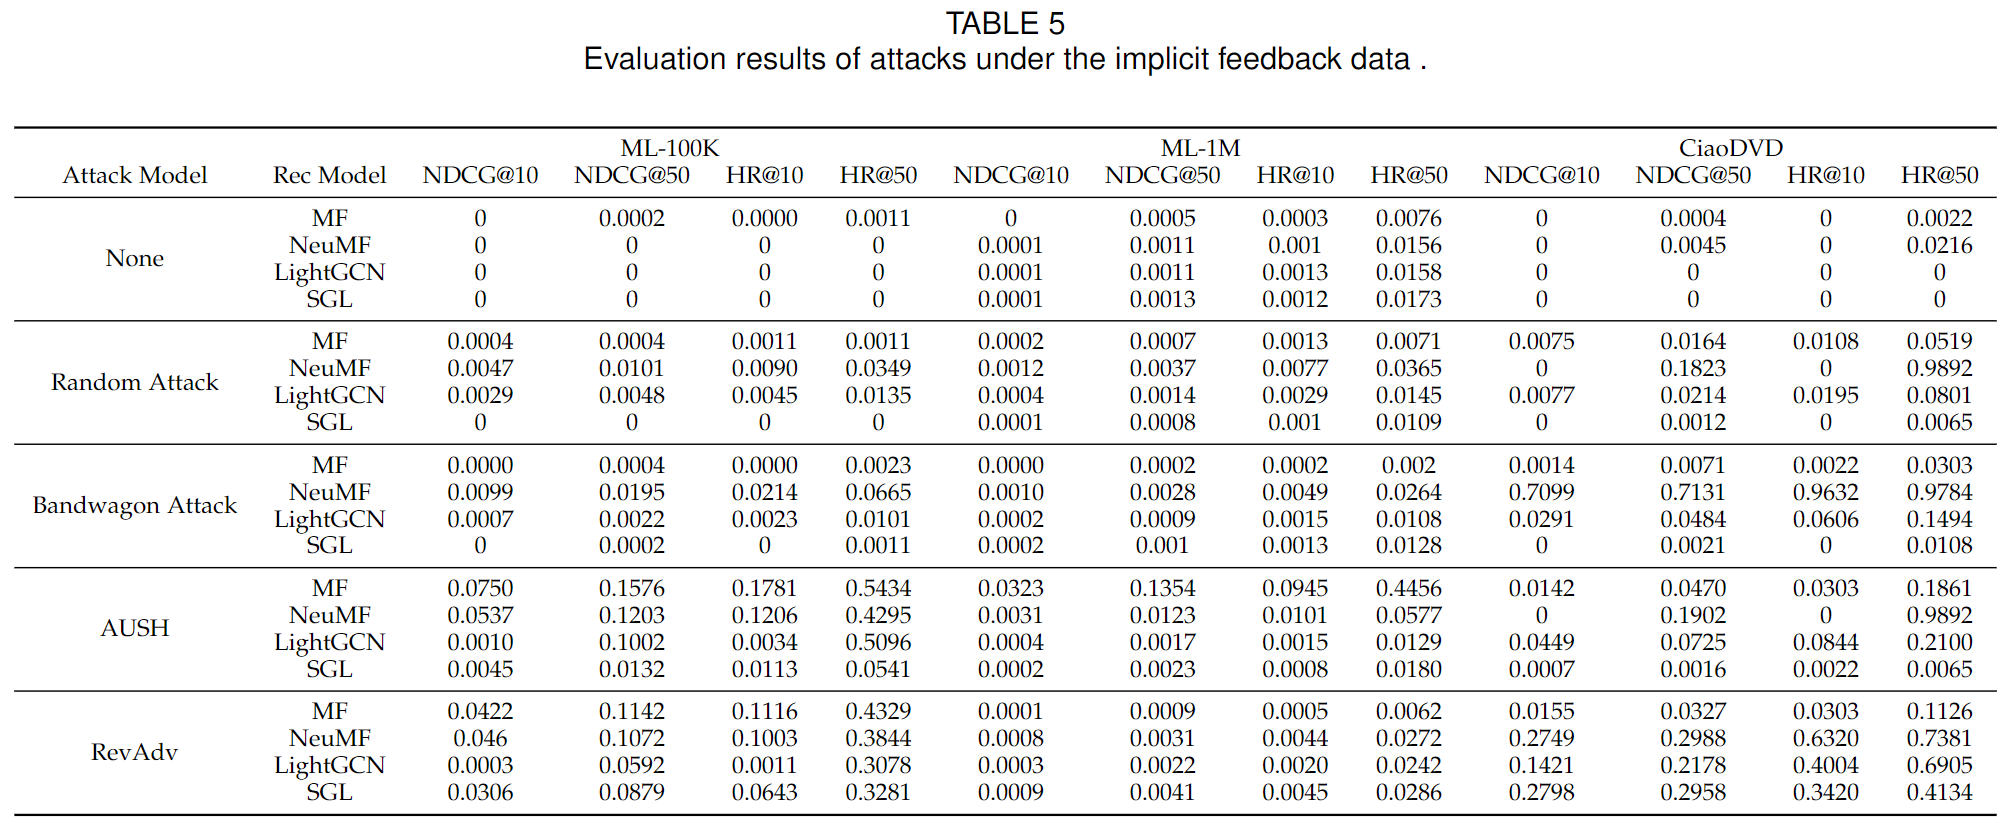 TABLE 5
Evaluation results of attacks under the implicit feedback data .
ML-100K ML-1M CiaoDVD
Attack Model Rec Model NDCG@10 NDCG@50 HR@10 HR@50 NDCG@10 NDCG@50 HR@10 HR@50 NDCG@10 NDCG@50 HR@10 HR@50
None
MF 0 0.0002 0.0000 0.0011 0 0.0005 0.0003 0.0076 0 0.0004 0 0.0022
NeuMF 0 0 0 0 0.0001 0.0011 0.001 0.0156 0 0.0045 0 0.0216
LightGCN 0 0 0 0 0.0001 0.0011 0.0013 0.0158 0 0 0 0
SGL 0 0 0 0 0.0001 0.0013 0.0012 0.0173 0 0 0 0
Random Attack
MF 0.0004 0.0004 0.0011 0.0011 0.0002 0.0007 0.0013 0.0071 0.0075 0.0164 0.0108 0.0519
NeuMF 0.0047 0.0101 0.0090 0.0349 0.0012 0.0037 0.0077 0.0365 0 0.1823 0 0.9892
LightGCN 0.0029 0.0048 0.0045 0.0135 0.0004 0.0014 0.0029 0.0145 0.0077 0.0214 0.0195 0.0801
SGL 0 0 0 0 0.0001 0.0008 0.001 0.0109 0 0.0012 0 0.0065
Bandwagon Attack
MF 0.0000 0.0004 0.0000 0.0023 0.0000 0.0002 0.0002 0.002 0.0014 0.0071 0.0022 0.0303
NeuMF 0.0099 0.0195 0.0214 0.0665 0.0010 0.0028 0.0049 0.0264 0.7099 0.7131 0.9632 0.9784
LightGCN 0.0007 0.0022 0.0023 0.0101 0.0002 0.0009 0.0015 0.0108 0.0291 0.0484 0.0606 0.1494
SGL 0 0.0002 0 0.0011 0.0002 0.001 0.0013 0.0128 0 0.0021 0 0.0108
AUSH
MF 0.0750 0.1576 0.1781 0.5434 0.0323 0.1354 0.0945 0.4456 0.0142 0.0470 0.0303 0.1861
NeuMF 0.0537 0.1203 0.1206 0.4295 0.0031 0.0123 0.0101 0.0577 0 0.1902 0 0.9892
LightGCN 0.0010 0.1002 0.0034 0.5096 0.0004 0.0017 0.0015 0.0129 0.0449 0.0725 0.0844 0.2100
SGL 0.0045 0.0132 0.0113 0.0541 0.0002 0.0023 0.0008 0.0180 0.0007 0.0016 0.0022 0.0065
RevAdv
MF 0.0422 0.1142 0.1116 0.4329 0.0001 0.0009 0.0005 0.0062 0.0155 0.0327 0.0303 0.1126
NeuMF 0.046 0.1072 0.1003 0.3844 0.0008 0.0031 0.0044 0.0272 0.2749 0.2988 0.6320 0.7381
LightGCN 0.0003 0.0592 0.0011 0.3078 0.0003 0.0022 0.0020 0.0242 0.1421 0.2178 0.4004 0.6905
SGL 0.0306 0.0879 0.0643 0.3281 0.0009 0.0041 0.0045 0.0286 0.2798 0.2958 0.3420 0.4134